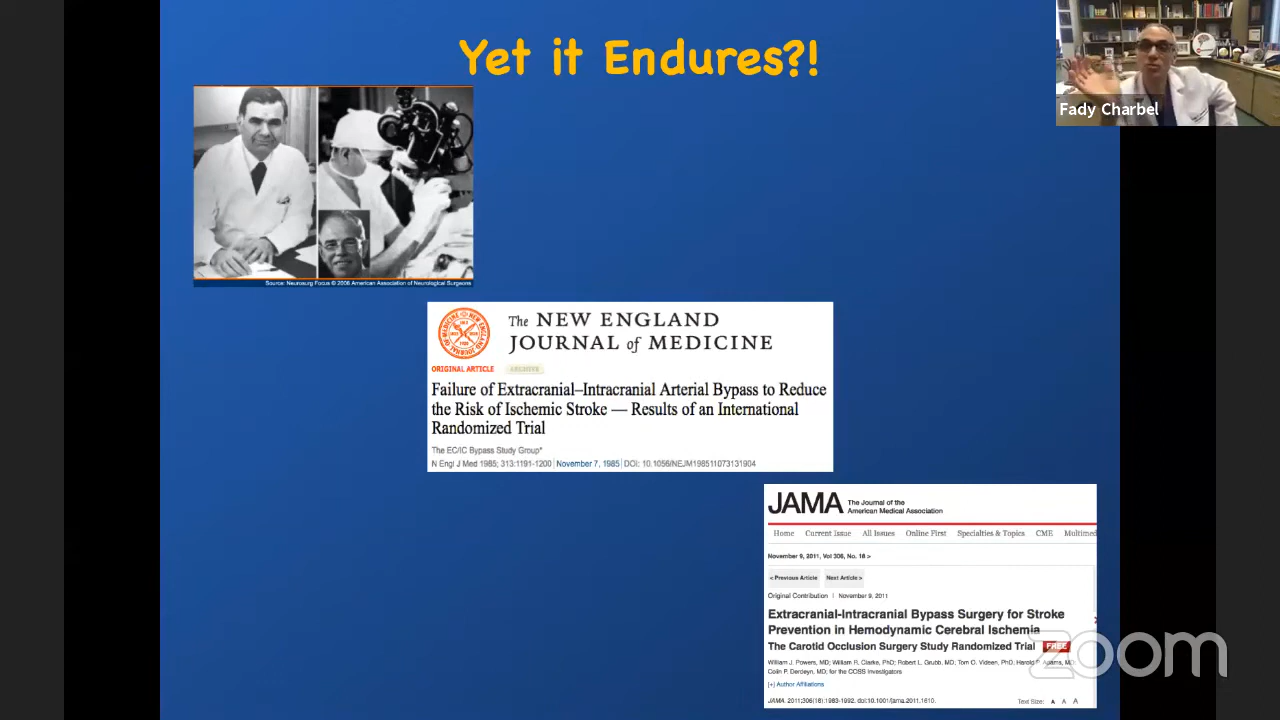 Yet it Endures?!
Fady Charbel
Source: Neurosurg Focus © 2006 American Association of Neurological Surgeons
The NEW ENGLAND
JOURNAL of MEDICINE
ORIGINAL ARTICLE ARCHIVE
Failure of Extracranial–Intracranial Arterial Bypass to Reduce
the Risk of Ischemic Stroke — Results of an International
Randomized Trial
The EC/IC Bypass Study Group*
N Engl J Med 1985; 313:1191-1200 | November 7, 1985 | DOI: 10.1056/NEJM198511073131904
JAMA The Journal of the
American Medical Association
Home Current Issue All Issues Online First Specialties & Topics CME Multimed
November 9, 2011, Vol 306, No. 18 >
< Previous Article Next Article >
Original Contribution | November 9, 2011
Extracranial-Intracranial Bypass Surgery for Stroke
Prevention in Hemodynamic Cerebral Ischemia
The Carotid Occlusion Surgery Study Randomized Trial FREE
William J. Powers, MD; William R. Clarke, PhD; Robert L. Grubb, MD; Tom O. Videen, PhD; Harold P. Adams, MD;
Colin P. Derdeyn, MD; for the COSS Investigators
[+] Author Affiliations
JAMA. 2011;306(18):1983-1992. doi:10.1001/jama.2011.1610.
Text Size: A A A
zoom